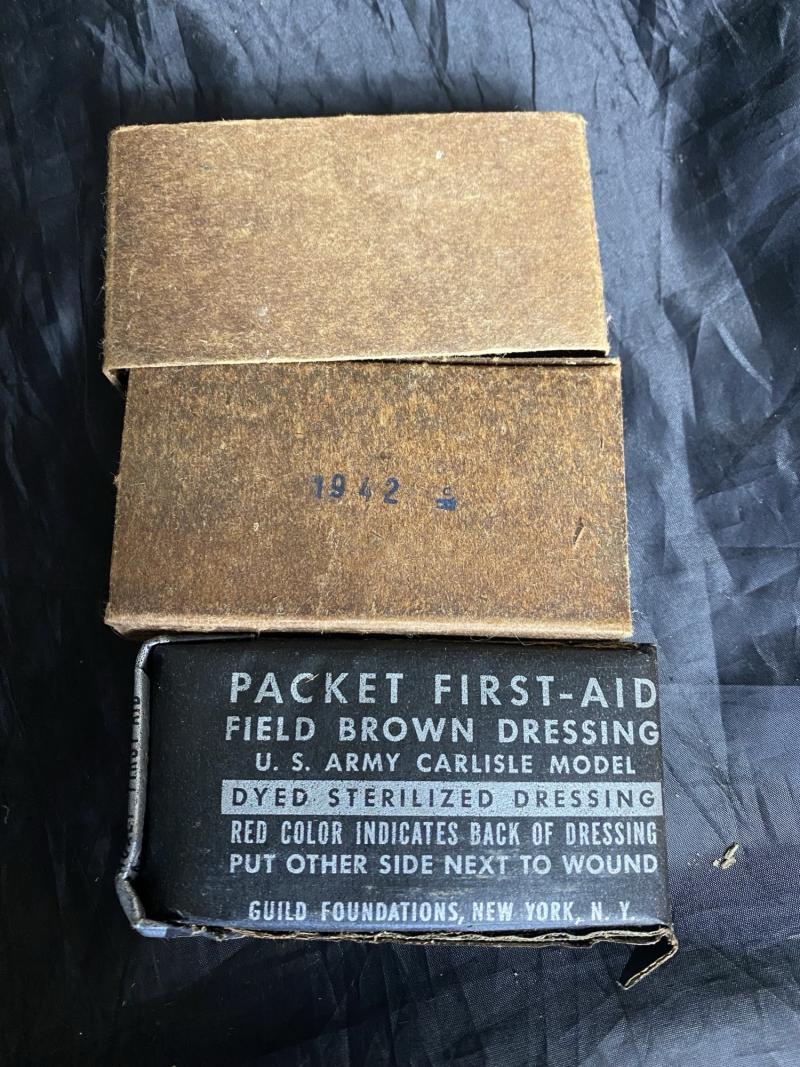 1942
PACKET FIRST-AID
FIELD BROWN DRESSING
U. S. ARMY CARLISLE MODEL
DYED STERILIZED DRESSING
RED COLOR INDICATES BACK OF DRESSING
PUT OTHER SIDE NEXT TO WOUND
GUILD FOUNDATIONS, NEW YORK, N. Y.